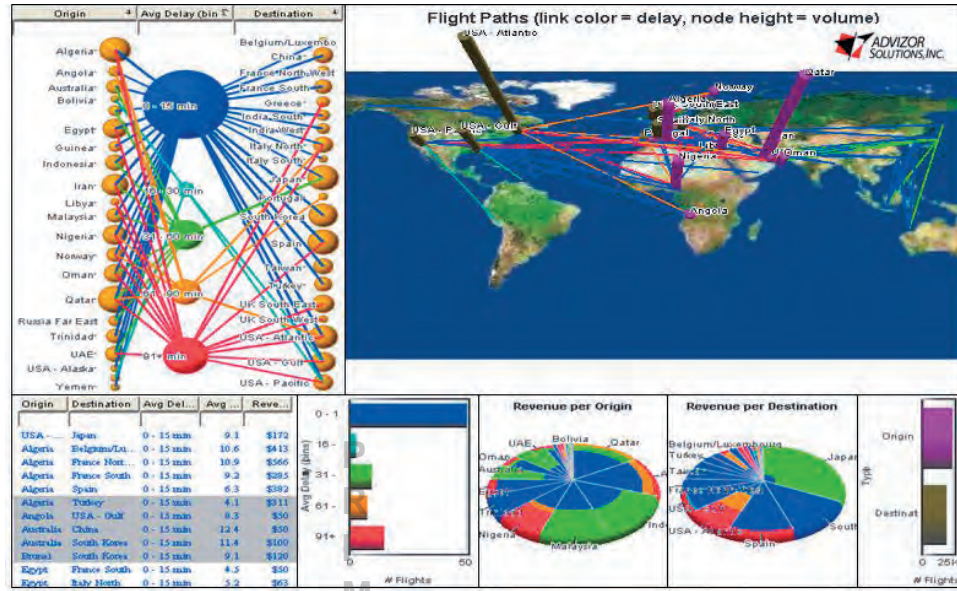 Origin Avg Delay (bin Destination
Algeria
Angola
Australia
Bolivia
Egypt
Guinea
Indonesia
Iran
Libya
Malaysia
Nigeria
Norway
Oman
Qatar
Russia Far East
Trinidad
UAE
USA - Alaska
Yemen
0 - 15 min
16 - 30 min
31 - 60 min
61 - 90 min
91+ min
Belgium/Luxembo
China
France North West
France South
Greece
India South
India West
Italy North
Italy South
Japan
Portugal
South Korea
Spain
Taiwan
Turkey
UK South East
UK South West
USA - Atlantic
USA - Gulf
USA - Pacific
Flight Paths (link color = delay, node height = volume)
ADVIZOR
SOLUTIONS, INC.
USA - Atlantic
Qatar
Norway
Algeria
South East
USA - Gulf
Italy North
Egypt
Libya
Oman
Nigeria
Angola
Origin Destination Avg Del... Avg ... Reve...
USA - ... Japan 0 - 15 min 9.1 $172
Algeria Belgium/Lu... 0 - 15 min 10.6 $413
Algeria France Nort... 0 - 15 min 10.9 $566
Algeria France South 0 - 15 min 9.2 $295
Algeria Spain 0 - 15 min 6.3 $382
Algeria Turkey 0 - 15 min 4.1 $311
Angola USA - Gulf 0 - 15 min 8.3 $50
Australia China 0 - 15 min 12.4 $50
Australia South Korea 0 - 15 min 11.4 $100
Brunei South Korea 0 - 15 min 9.1 $120
Egypt France South 0 - 15 min 4.5 $50
Egypt Italy North 0 - 15 min 5.2 $63
Avg Delay (bins)
0 - 1
16 -
31 -
61 -
91+
0 50
# Flights
Revenue per Origin
Bolivia
UAE
Qatar
Oman
Australia
Nigeria
Malaysia
Revenue per Destination
Belgium/Luxembourg
Turkey
Japan
South
Spain
Type
Origin
Destinat
0 25
# Flights